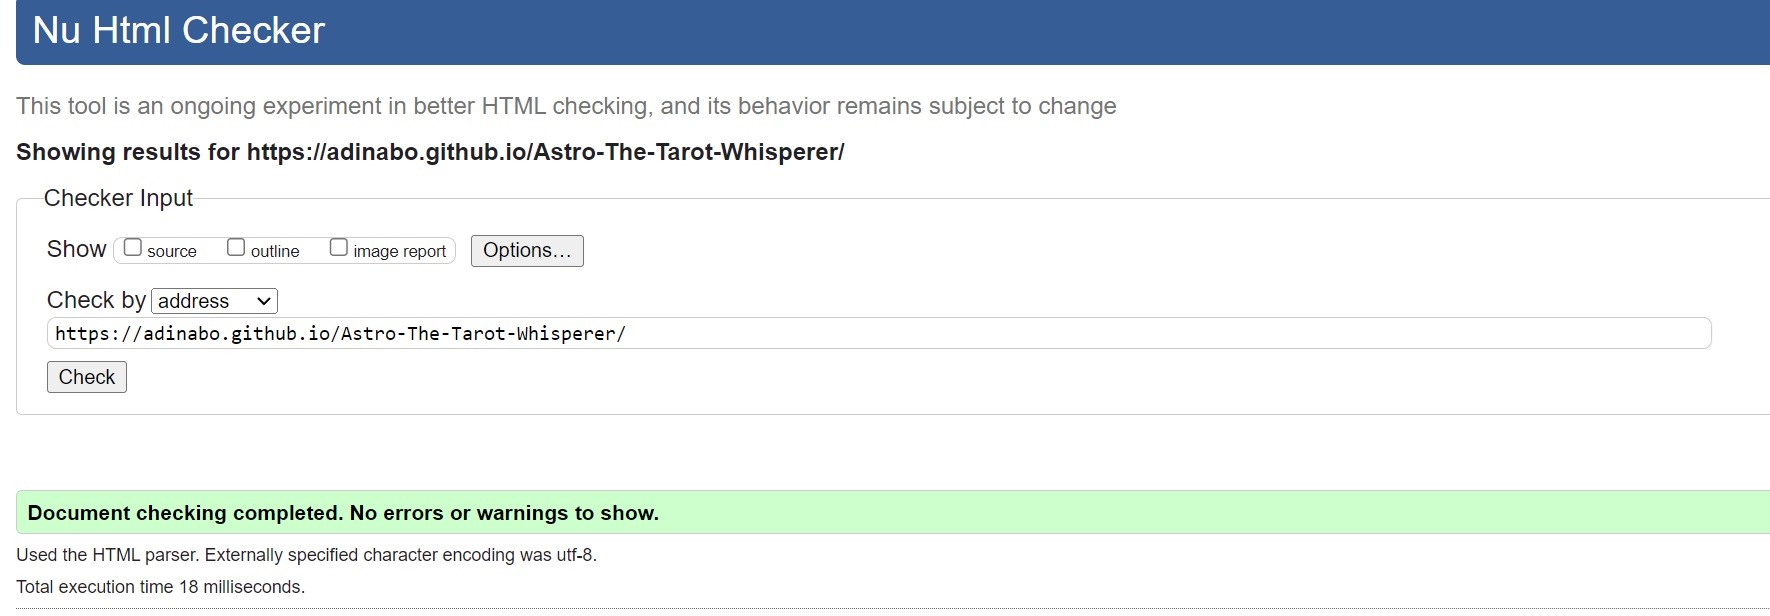 Nu Html Checker
This tool is an ongoing experiment in better HTML checking, and its behavior remains subject to change
Showing results for https://adinabo.github.io/Astro-The-Tarot-Whisperer/
Checker Input
Show source outline image report Options...
Check by address
https://adinabo.github.io/Astro-The-Tarot-Whisperer/
Check
Document checking completed. No errors or warnings to show.
Used the HTML parser. Externally specified character encoding was utf-8.
Total execution time 18 milliseconds.